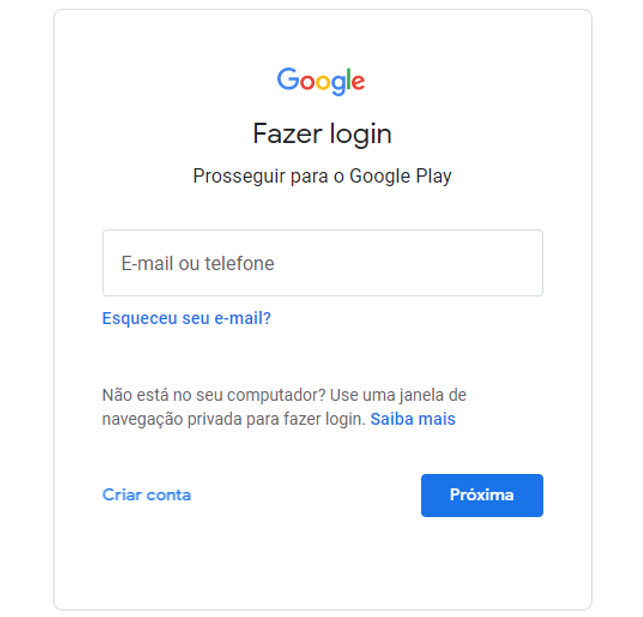 Google
Fazer login
Prosseguir para o Google Play
E-mail ou telefone
Esqueceu seu e-mail?
Não está no seu computador? Use uma janela de
navegação privada para fazer login. Saiba mais
Criar conta
Próxima